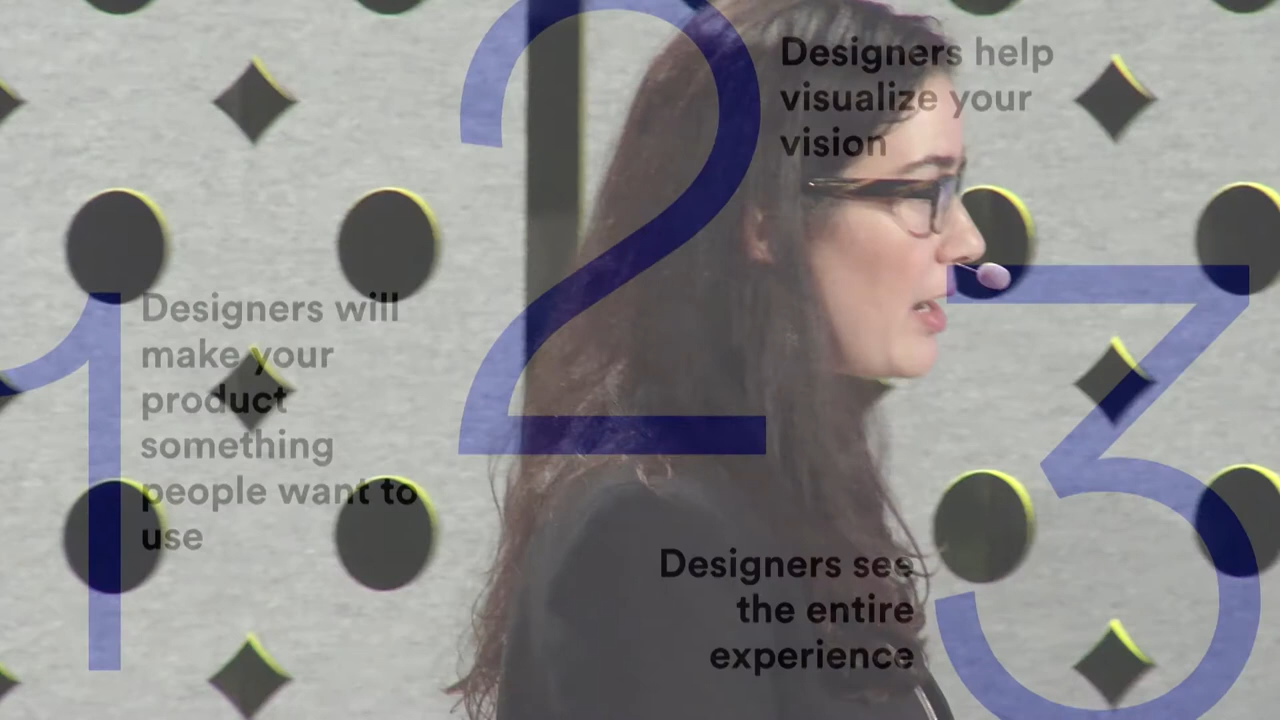 1
Designers will
make your
product
something
people want to
use
2
Designers help
visualize your
vision
3
Designers see
the entire
experience